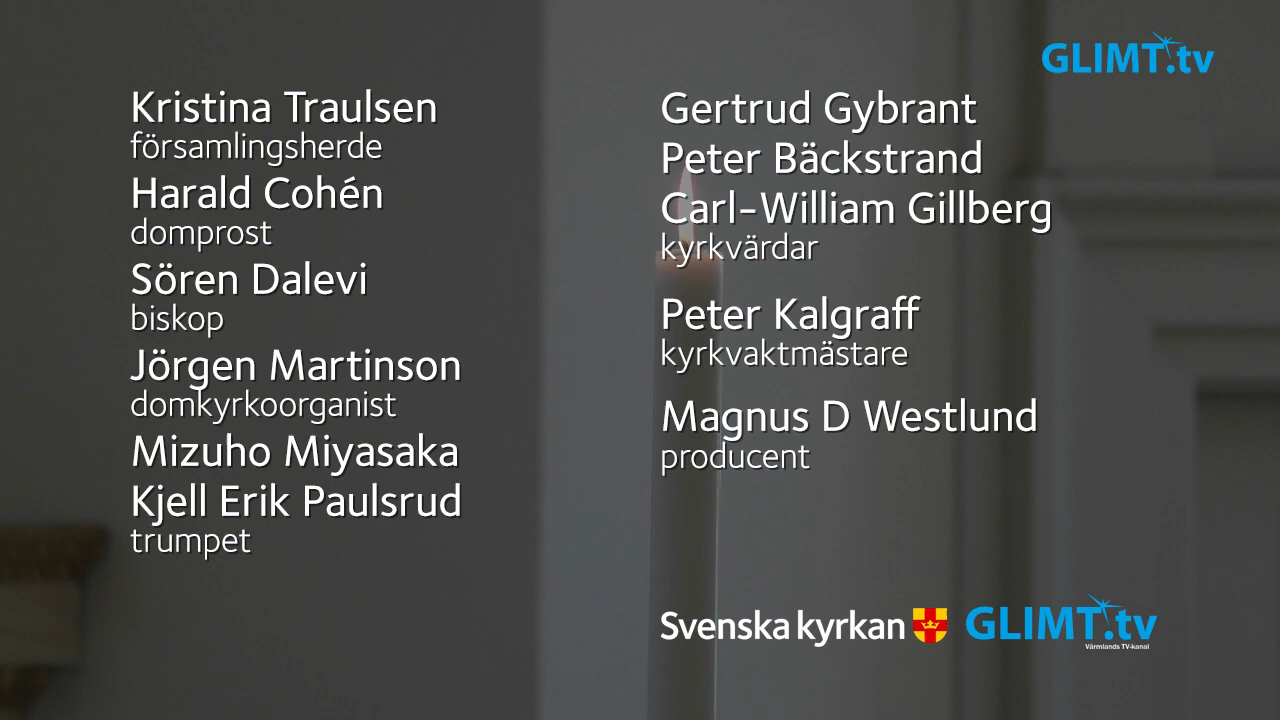 GLIMT.tv
Kristina Traulsen
församlingsherde
Harald Cohén
domprost
Sören Dalevi
biskop
Jörgen Martinson
domkyrkoorganist
Mizuho Miyasaka
Kjell Erik Paulsrud
trumpet
Gertrud Gybrant
Peter Bäckstrand
Carl-William Gillberg
kyrkvärdar
Peter Kalgraff
kyrkvaktmästare
Magnus D Westlund
producent
Svenska kyrkan
GLIMT.tv
Värmlands TV-kanal